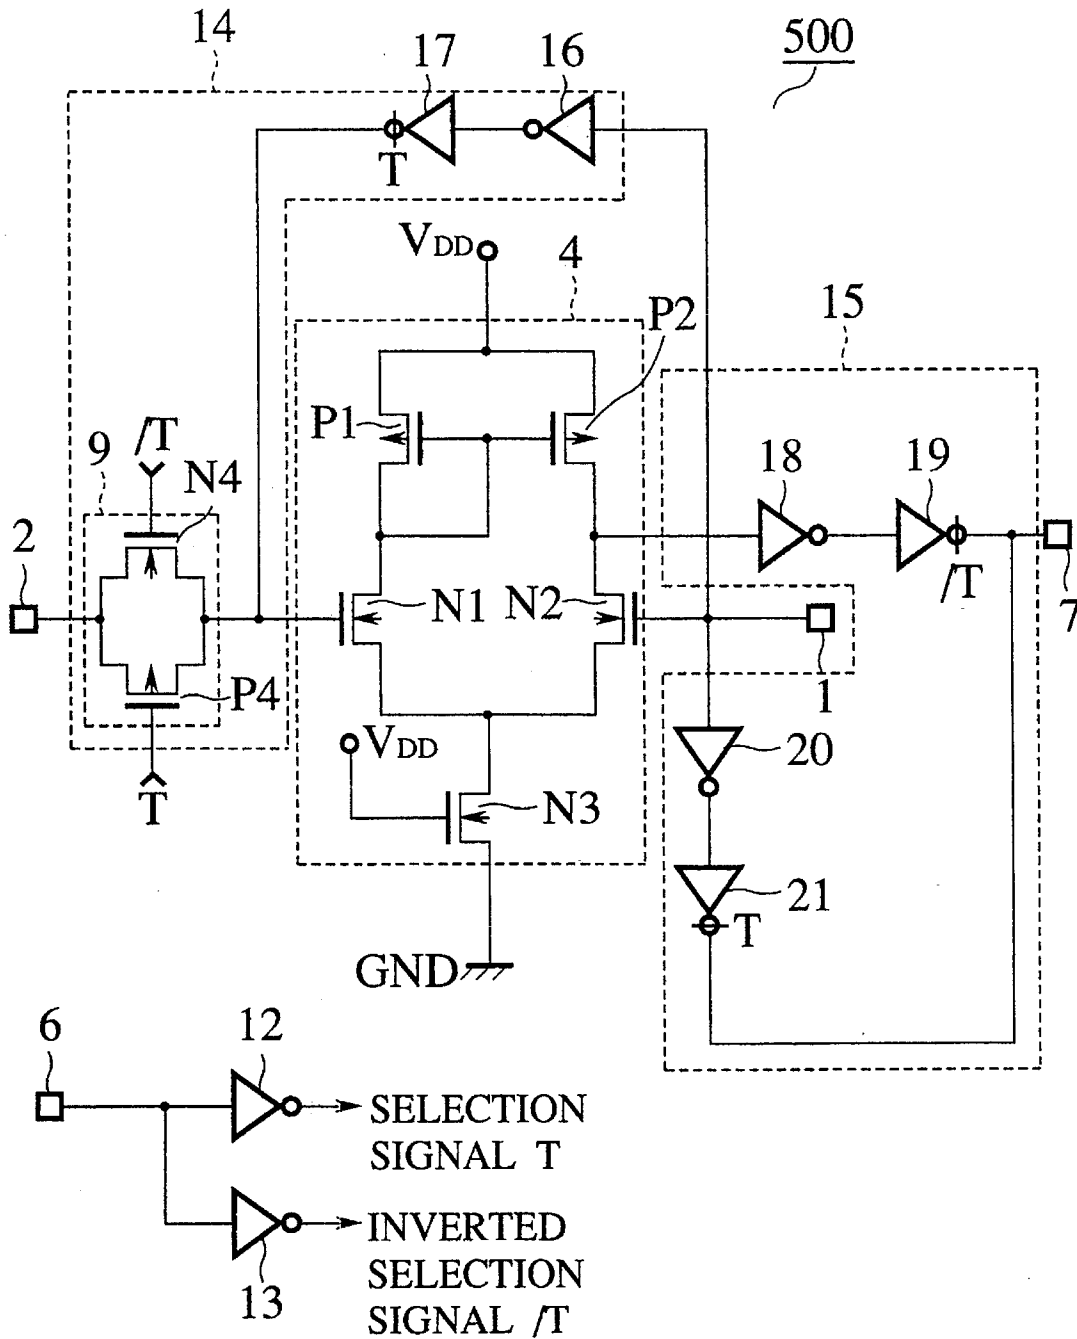 500
14
17
16
T
VDD
4
P2
15
P1
/T
9
N4
18
19
2
N1
N2
/T
7
P4
1
VDD
20
T
N3
21
T
GND
6
12
SELECTION
SIGNAL T
INVERTED
SELECTION
SIGNAL /T
13